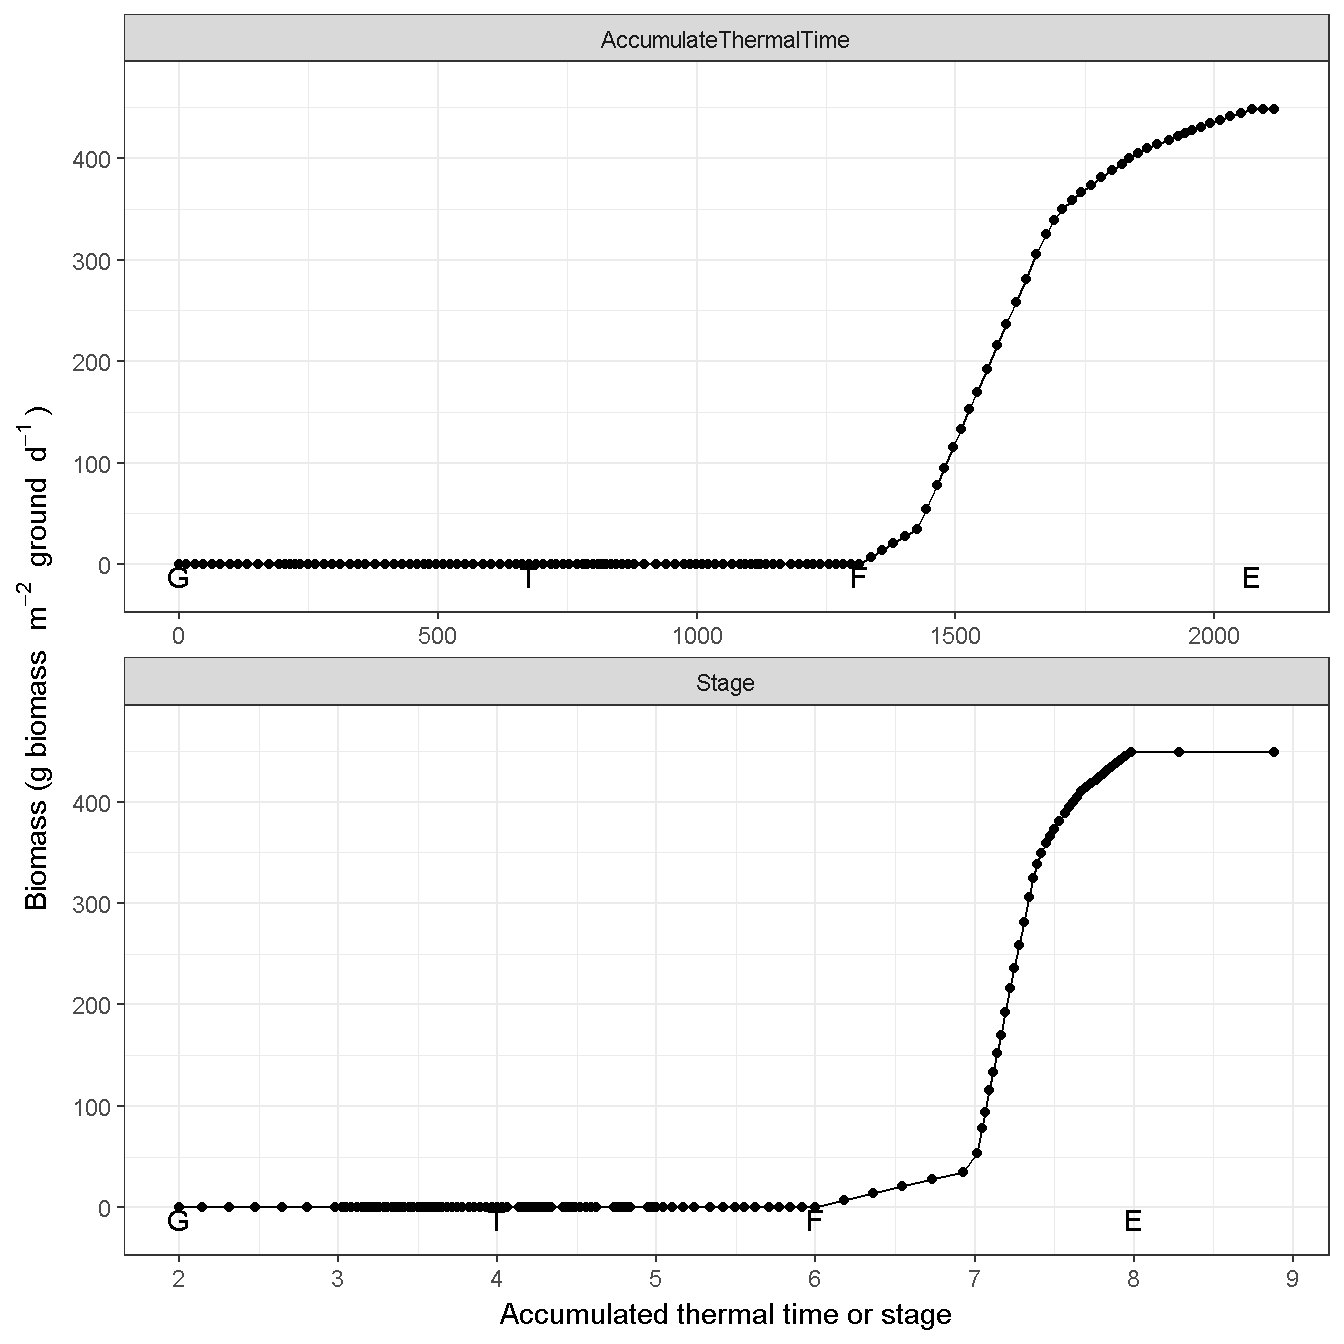 AccumulateThermalTime
400
300
200
100
0
G T F E
0 500 1000 1500 2000
Biomass (g biomass m⁻² ground d⁻¹)
Stage
400
300
200
100
0
G T F E
2 3 4 5 6 7 8 9
Accumulated thermal time or stage